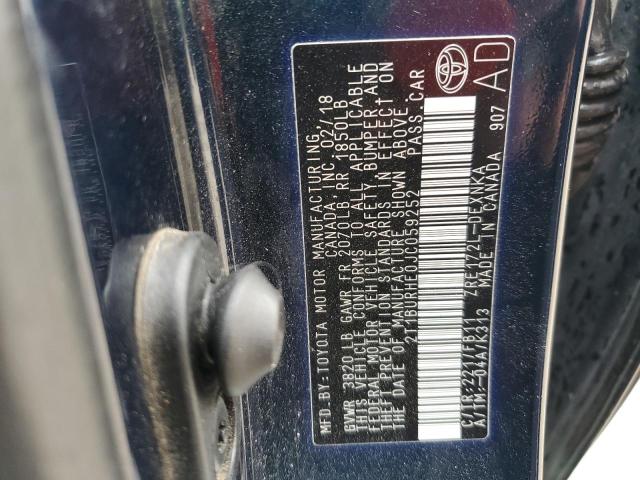 MFD.BY:TOYOTA MOTOR MANUFACTURING,
CANADA, INC. 02/18
GVWR 3820 LB GAWR FR 2020LB,RR 1850LB
THIS VEHICLE CONFORMS TO ALL APPLICABLE
FEDERAL MOTOR VEHICLE SAFETY, BUMPER, AND
THEFT PREVENTION STANDARDS IN EFFECT ON
THE DATE OF MANUFACTURE SHOWN ABOVE.
2T1BURHE0JC059252 PASS. CAR
C/TR:221/FB11 ZRE172L-DEXNKA
A/TM:-04A/K313 MADE IN CANADA 907
AD